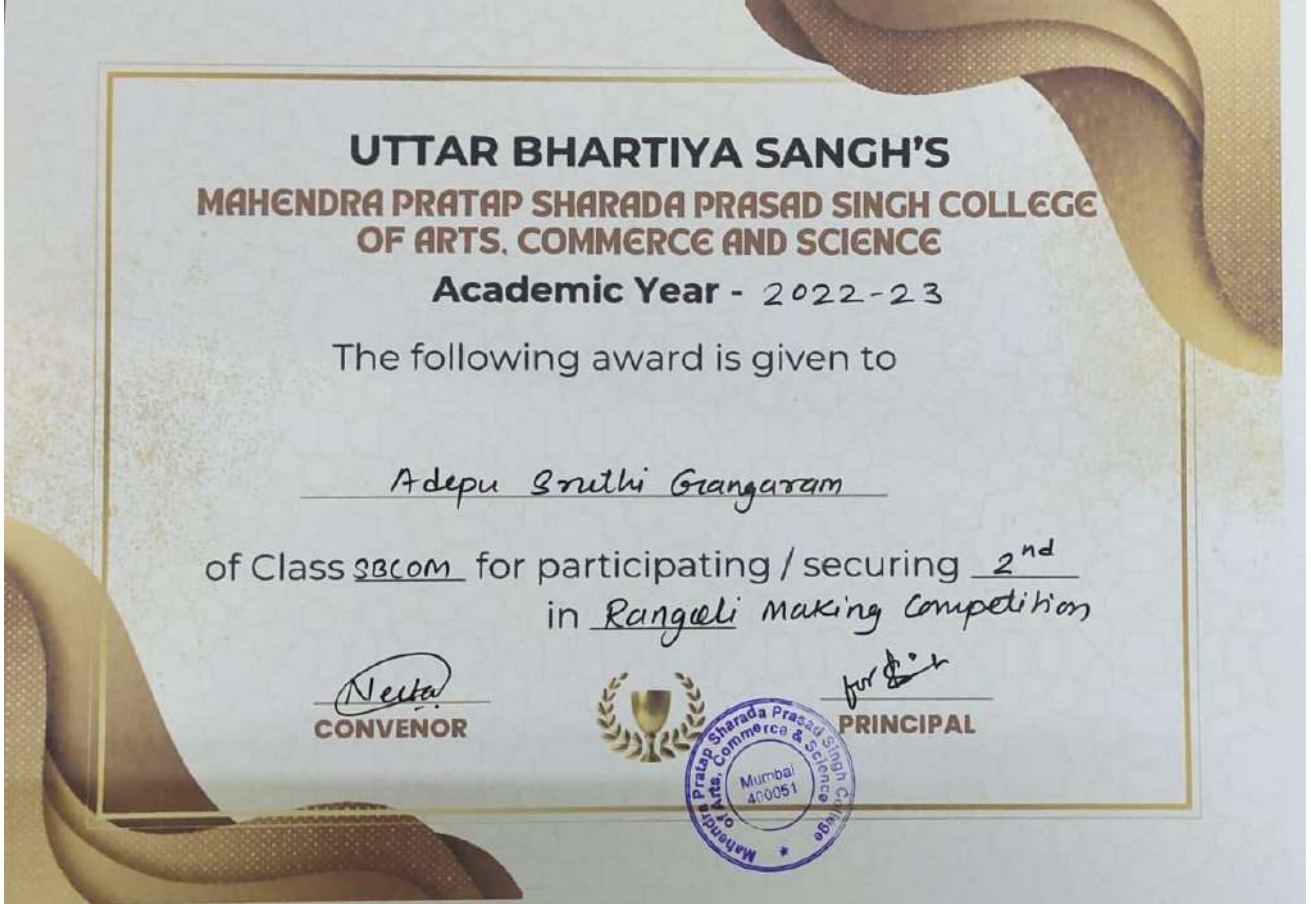 UTTAR BHARTIYA SANGH'S
MAHENDRA PRATAP SHARADA PRASAD SINGH COLLEGE
OF ARTS, COMMERCE AND SCIENCE
Academic Year - 2022-23
The following award is given to
Adepu Sruthi Gangaram
of Class SBCOM for participating / securing 2nd
in Rangoli Making Competition
Neeta
CONVENOR
for
PRINCIPAL
Mahendra Pratap Sharada Prasad Singh College
of Arts, Commerce & Science
Mumbai
400051